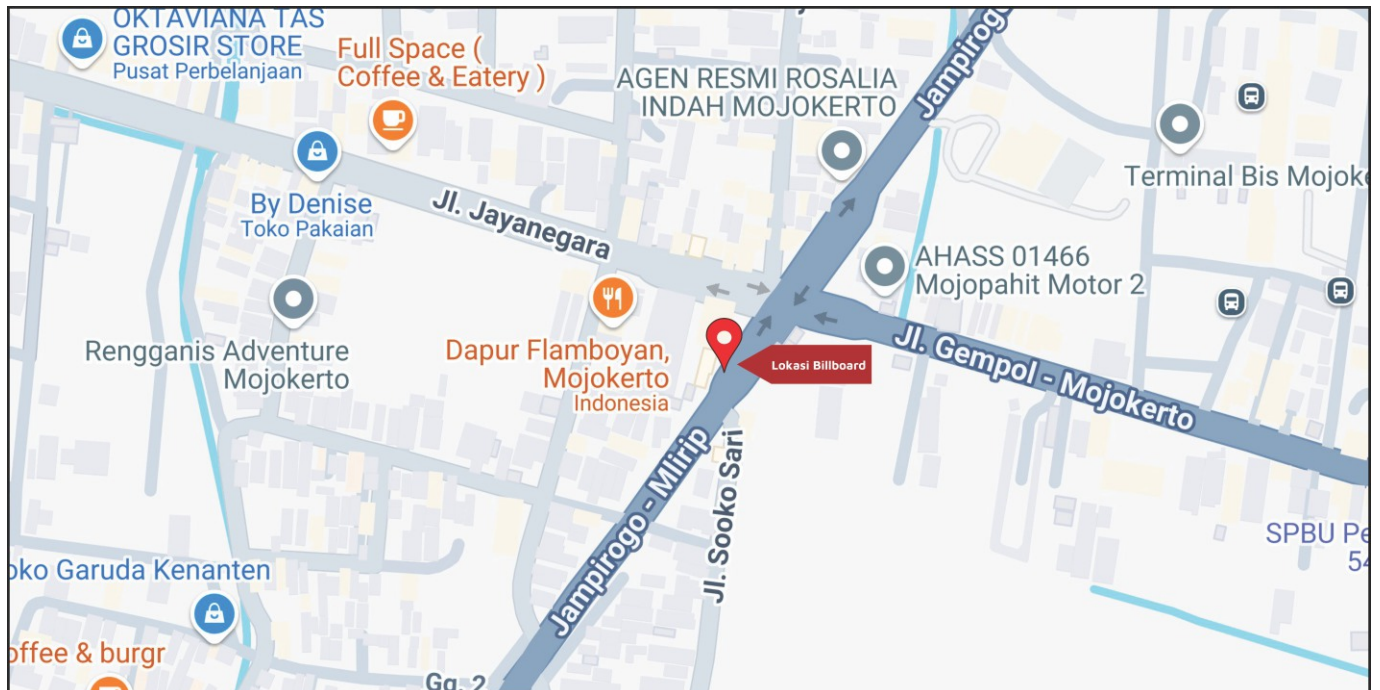 OKTAVIANA TAS
GROSIR STORE
Pusat Perbelanjaan
Full Space (
Coffee & Eatery )
AGEN RESMI ROSALIA
INDAH MOJOKERTO
Jampirogo
Terminal Bis Mojoke
By Denise
Toko Pakaian
Jl. Jayanegara
AHASS 01466
Mojopahit Motor 2
Rengganis Adventure
Mojokerto
Dapur Flamboyan,
Mojokerto
Indonesia
Lokasi Billboard
Jl. Gempol - Mojokerto
Jampirogo - Mlirip
Jl. Sooko Sari
SPBU Pe
54
oko Garuda Kenanten
offee & burgr
Gg. 2